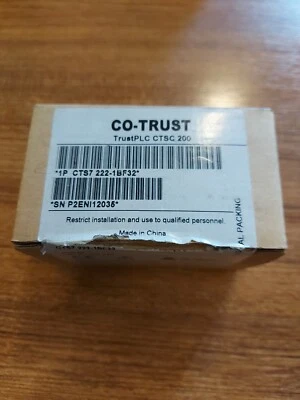 CO-TRUST
TrustPLC CTSC 200
*1P CTS7 222-1BF32*
*SN P2ENI12035*
Restrict installation and use to qualified personnel.
Made in China
AL PACKING